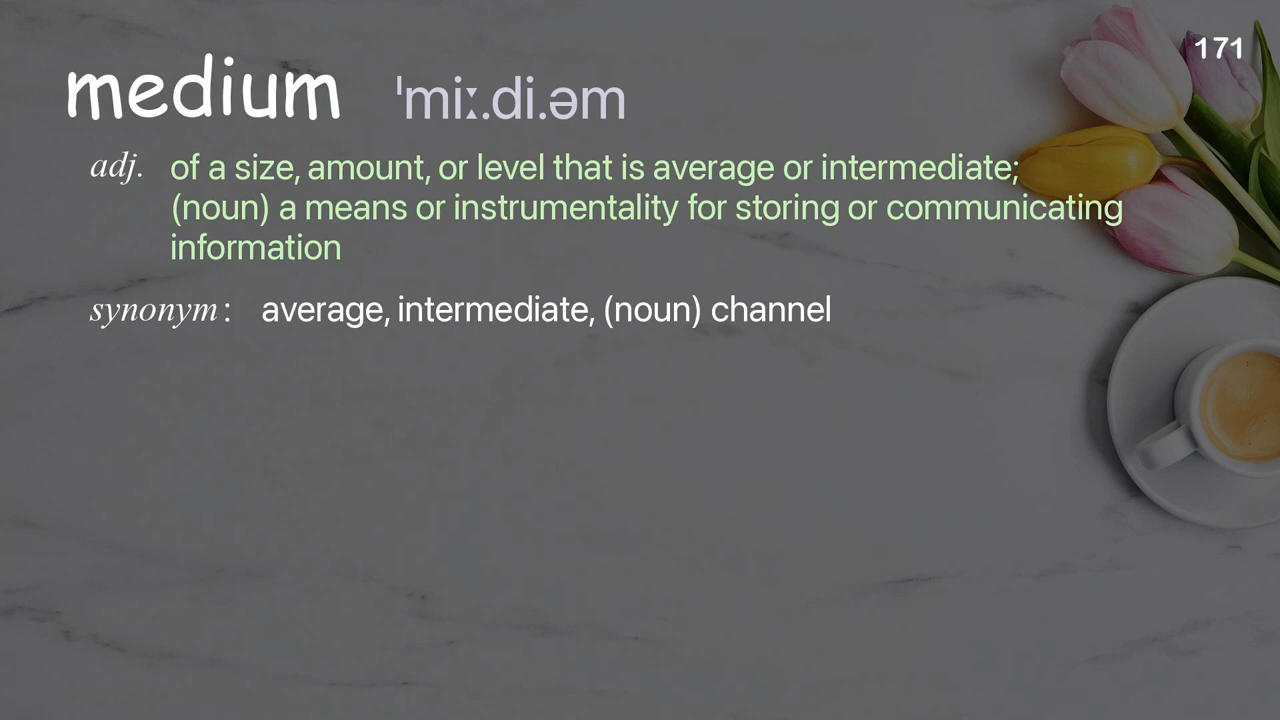 171
medium ˈmiː.di.əm
adj. of a size, amount, or level that is average or intermediate;
(noun) a means or instrumentality for storing or communicating
information
synonym: average, intermediate, (noun) channel